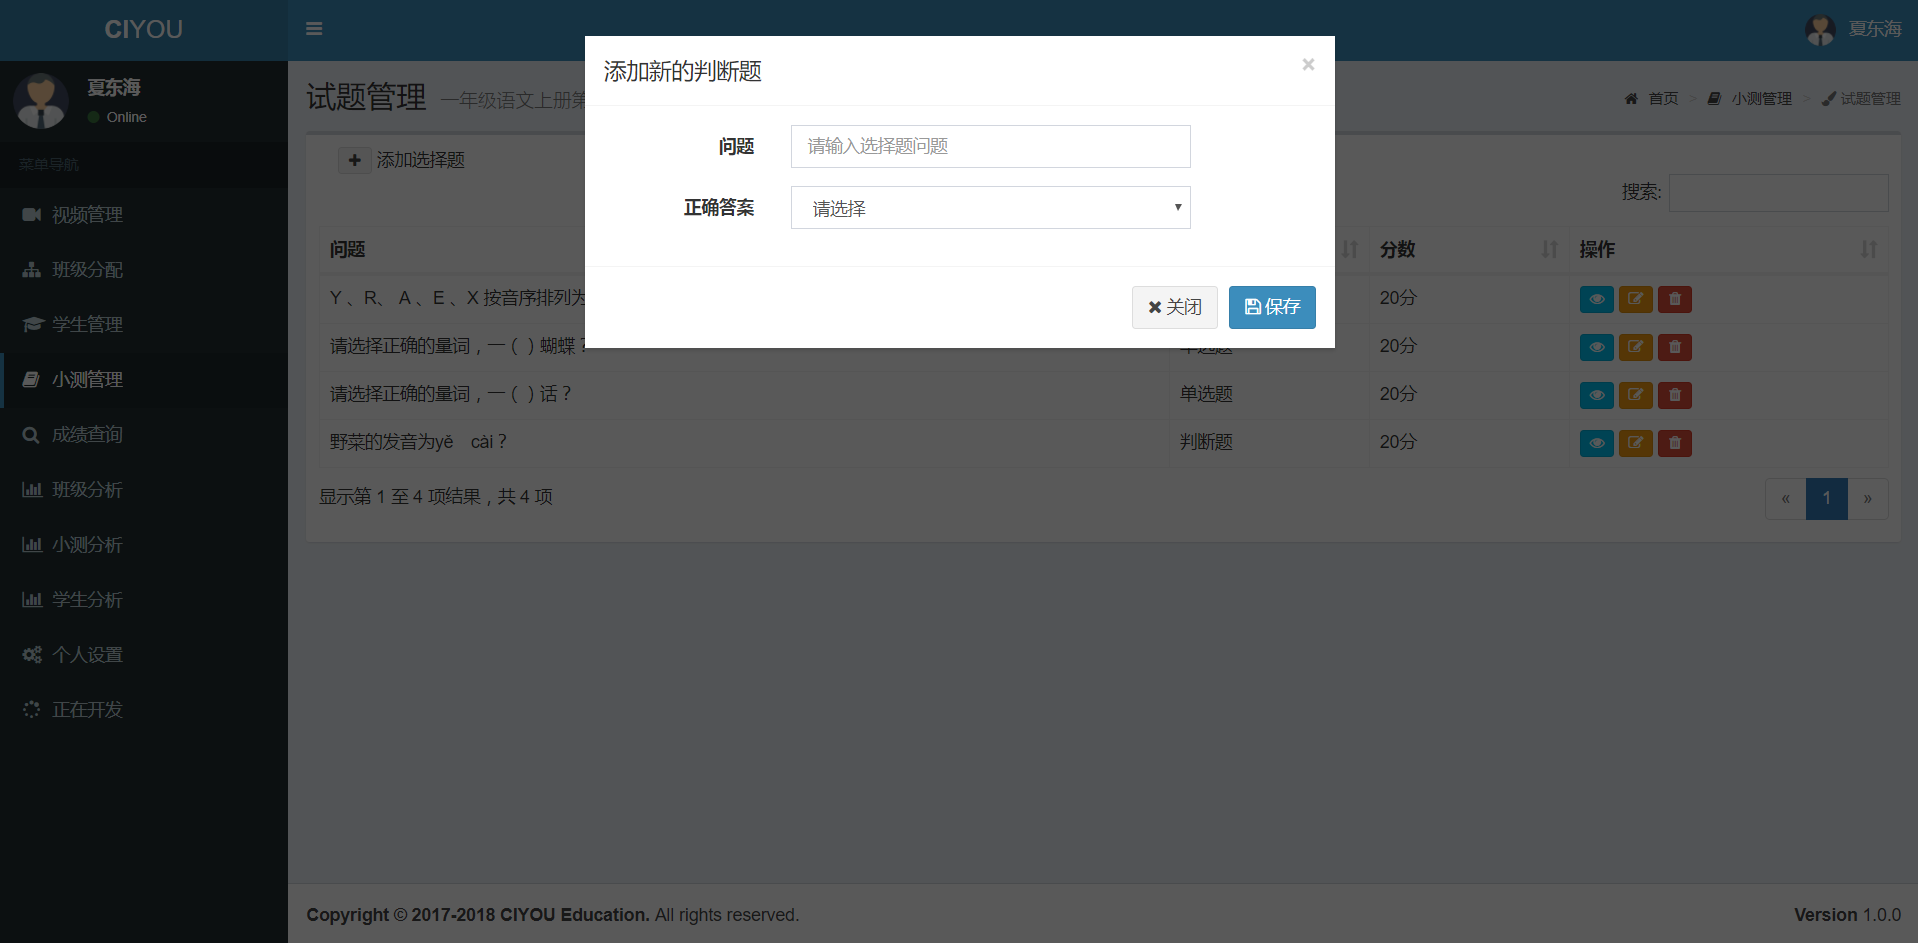 CIYOU
夏东海
夏东海
Online
菜单导航
视频管理
班级分配
学生管理
小测管理
成绩查询
班级分析
小测分析
学生分析
个人设置
正在开发
试题管理 一年级语文上册第
首页 > 小测管理 > 试题管理
添加新的判断题 ×
问题 请输入选择题问题
正确答案 请选择
关闭 保存
添加选择题
搜索:
问题 分数 操作
Y 、R、 A 、E 、X 按音序排列为 20分
请选择正确的量词，一（ ）蝴蝶？ 单选题 20分
请选择正确的量词，一（ ）话？ 单选题 20分
野菜的发音为yě cài？ 判断题 20分
显示第 1 至 4 项结果，共 4 项
« 1 »
Copyright © 2017-2018 CIYOU Education. All rights reserved.
Version 1.0.0